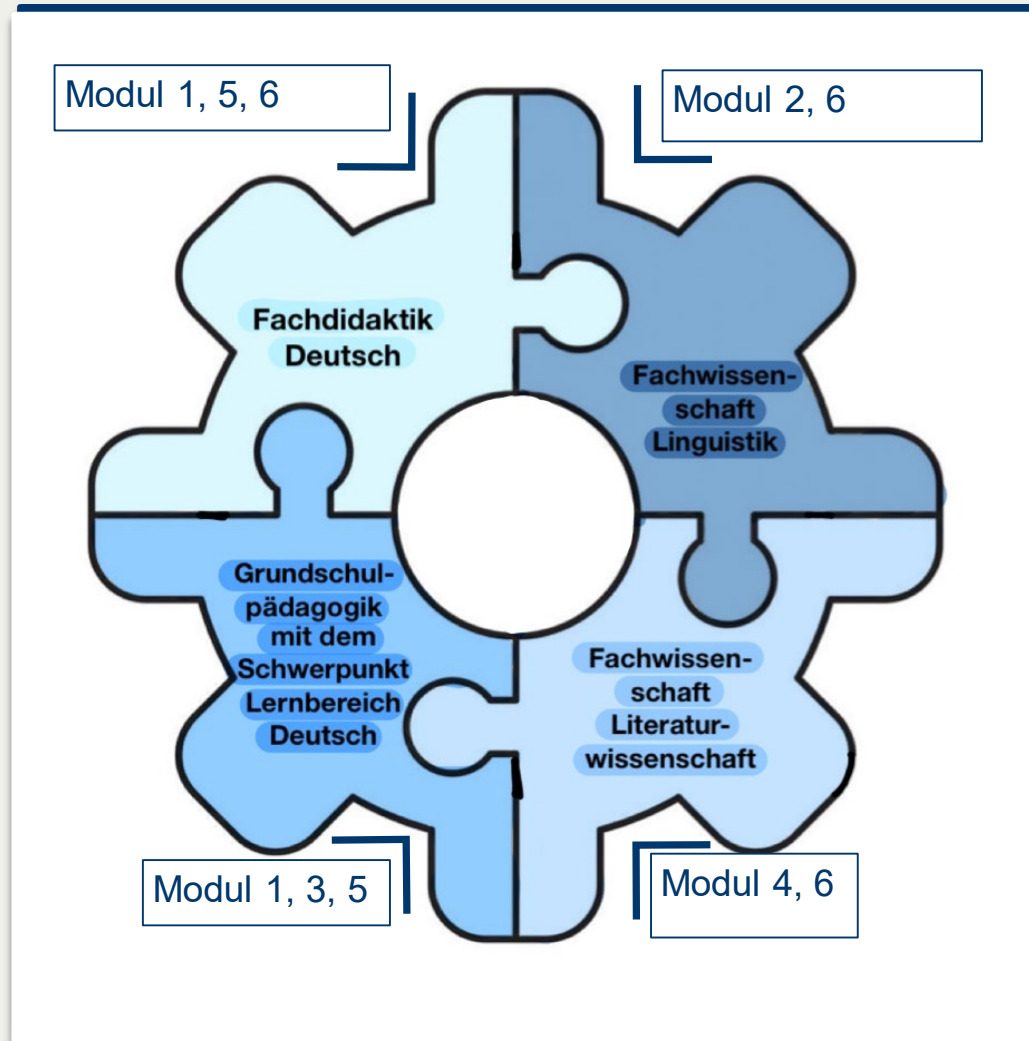 Modul 1, 5, 6
Modul 2, 6
Fachdidaktik
Deutsch
Fachwissen-
schaft
Linguistik
Grundschul-
pädagogik
mit dem
Schwerpunkt
Lernbereich
Deutsch
Fachwissen-
schaft
Literatur-
wissenschaft
Modul 1, 3, 5
Modul 4, 6